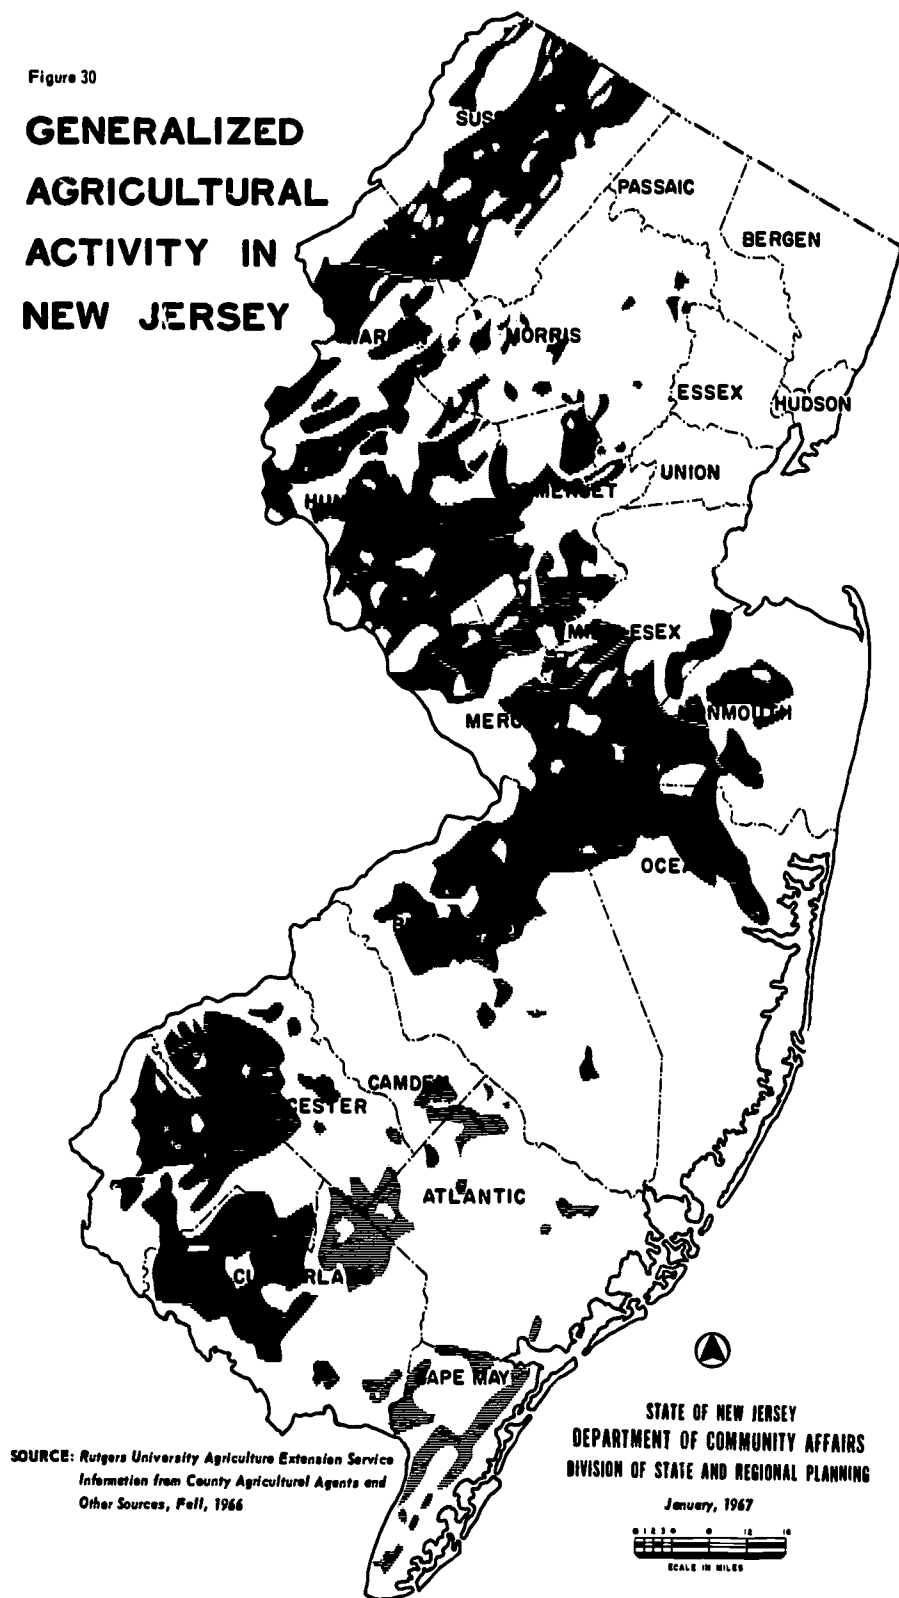 Figure 30
GENERALIZED
AGRICULTURAL
ACTIVITY IN
NEW JERSEY
PASSAIC
BERGEN
MORRIS
ESSEX
HUDSON
UNION
OCE
CAMDEN
CESTER
ATLANTIC
CAPE MAY
STATE OF NEW JERSEY
DEPARTMENT OF COMMUNITY AFFAIRS
DIVISION OF STATE AND REGIONAL PLANNING
January, 1967
SCALE IN MILES
SOURCE: Rutgers University Agriculture Extension Service
Information from County Agricultural Agents and
Other Sources, Fall, 1966